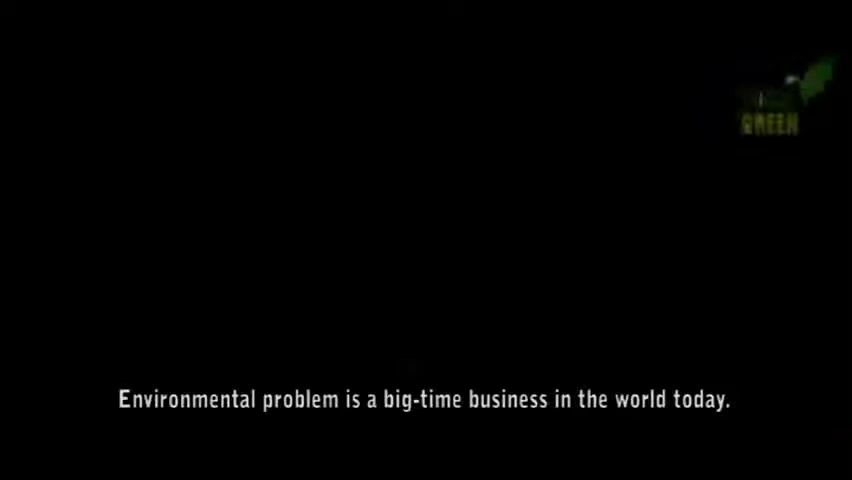 GREEN
Environmental problem is a big-time business in the world today.